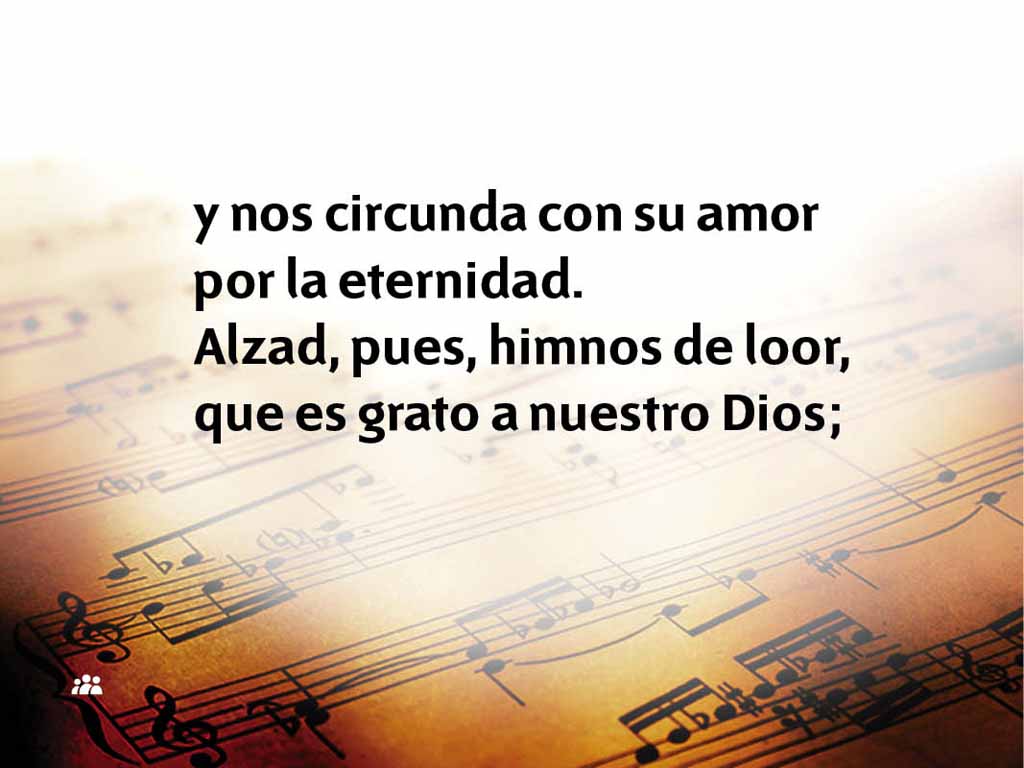 y nos circunda con su amor
por la eternidad.
Alzad, pues, himnos de loor,
que es grato a nuestro Dios;